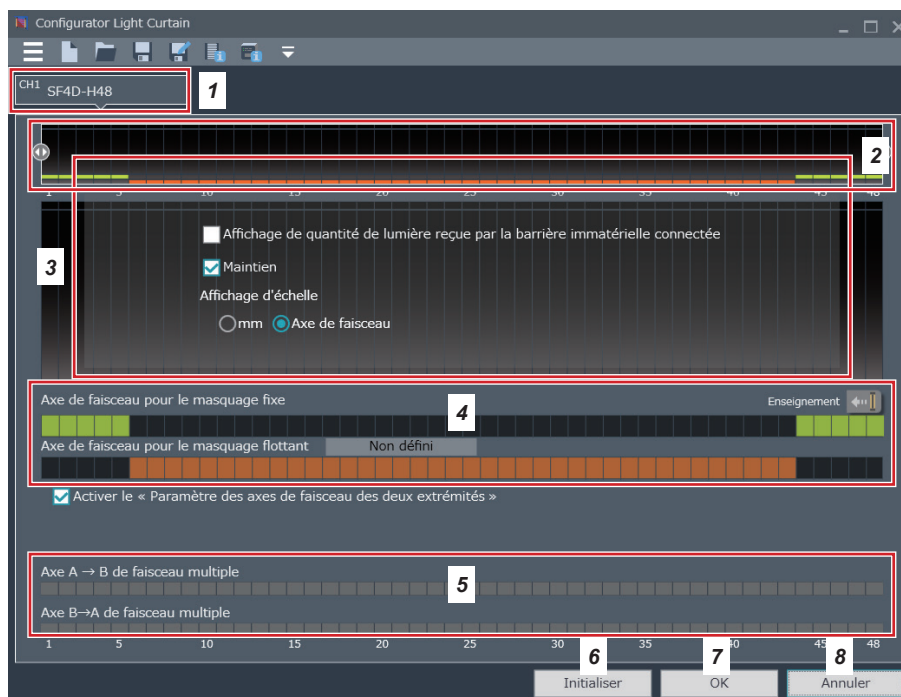 Configurator Light Curtain
CH1 SF4D-H48
1
2
1 5 10 15 20 25 30 35 40 45 48
Affichage de quantité de lumière reçue par la barrière immatérielle connectée
3
Maintien
Affichage d'échelle
mm Axe de faisceau
Axe de faisceau pour le masquage fixe
Enseignement
4
Axe de faisceau pour le masquage flottant
Non défini
Activer le « Paramètre des axes de faisceau des deux extrémités »
Axe A → B de faisceau multiple
5
Axe B→A de faisceau multiple
1 5 10 15 20 25 30 35 40 45 48
6 7 8
Initialiser OK Annuler